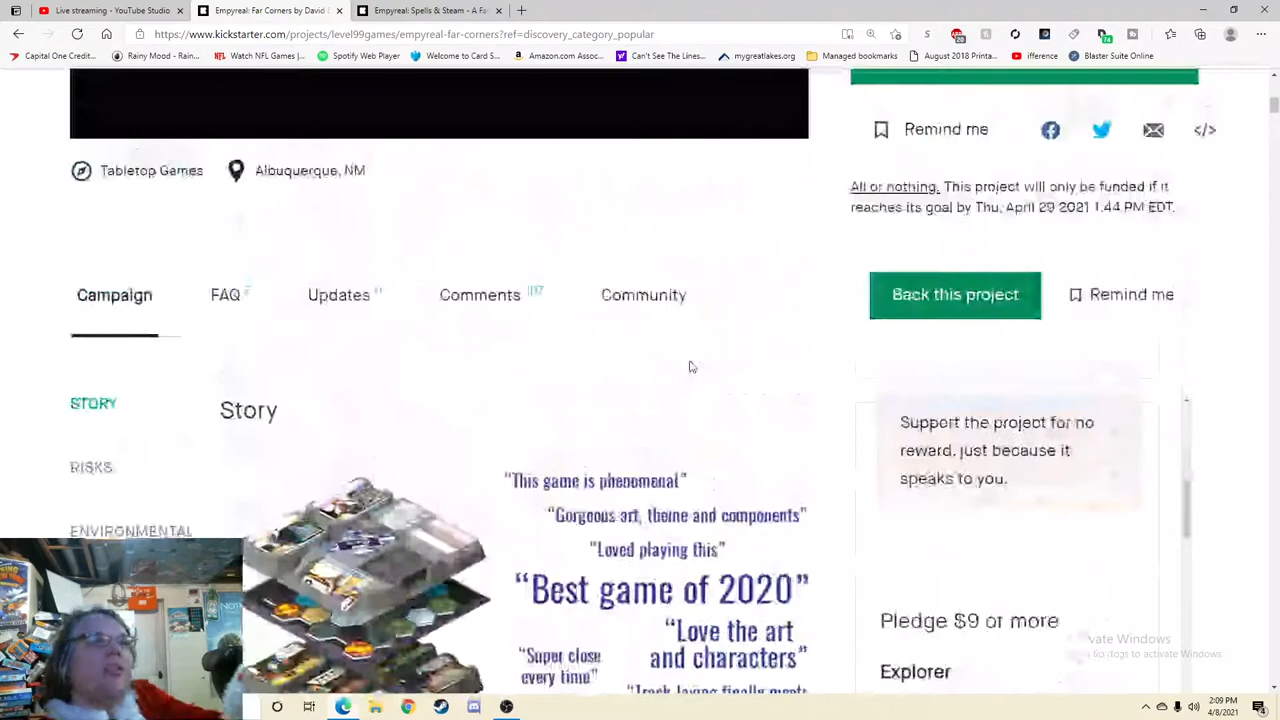 Live streaming - YouTube Studio
Empyreal: Far Corners by David
Empyreal: Spells & Steam - A Fa
https://www.kickstarter.com/projects/level99games/empyreal-far-corners?ref=discovery_category_popular
Capital One Credit...
Rainy Mood - Rain...
Watch NFL Games |...
Spotify Web Player
Welcome to Card S...
Amazon.com Assoc...
Can't See The Lines...
mygreatlakes.org
Managed bookmarks
August 2018 Printa...
ifference
Blaster Suite Online
Remind me
Tabletop Games
Albuquerque, NM
All or nothing. This project will only be funded if it
reaches its goal by Thu, April 29 2021 1:44 PM EDT.
Campaign
FAQ
Updates
Comments
Community
Back this project
Remind me
STORY
Story
RISKS
ENVIRONMENTAL
"This game is phenomenal"
"Gorgeous art, theme and components"
"Loved playing this"
"Best game of 2020"
"Love the art
and characters"
"Super close
every time"
Support the project for no
reward, just because it
speaks to you.
Pledge $9 or more
Explorer
vate Windows
to activate Windows
2:09 PM
4/8/2021